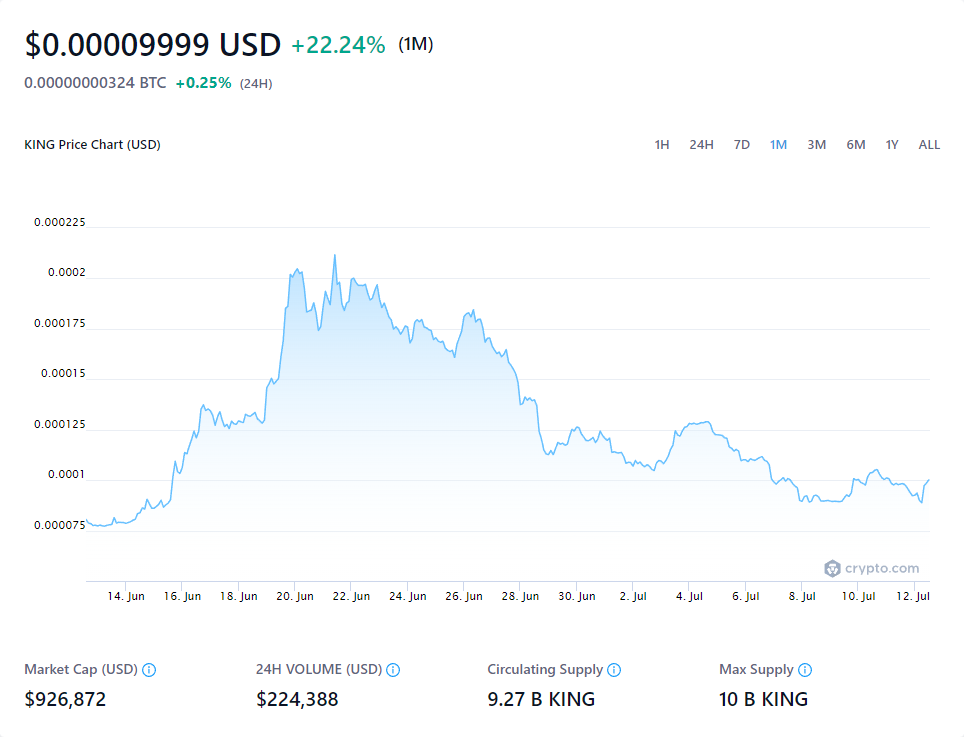 $0.00009999 USD +22.24% (1M)
0.00000000324 BTC +0.25% (24H)
KING Price Chart (USD) 1H 24H 7D 1M 3M 6M 1Y ALL
0.000225
0.0002
0.000175
0.00015
0.000125
0.0001
0.000075
crypto.com
14. Jun 16. Jun 18. Jun 20. Jun 22. Jun 24. Jun 26. Jun 28. Jun 30. Jun 2. Jul 4. Jul 6. Jul 8. Jul 10. Jul 12. Jul
Market Cap (USD) 24H VOLUME (USD) Circulating Supply Max Supply
$926,872 $224,388 9.27 B KING 10 B KING